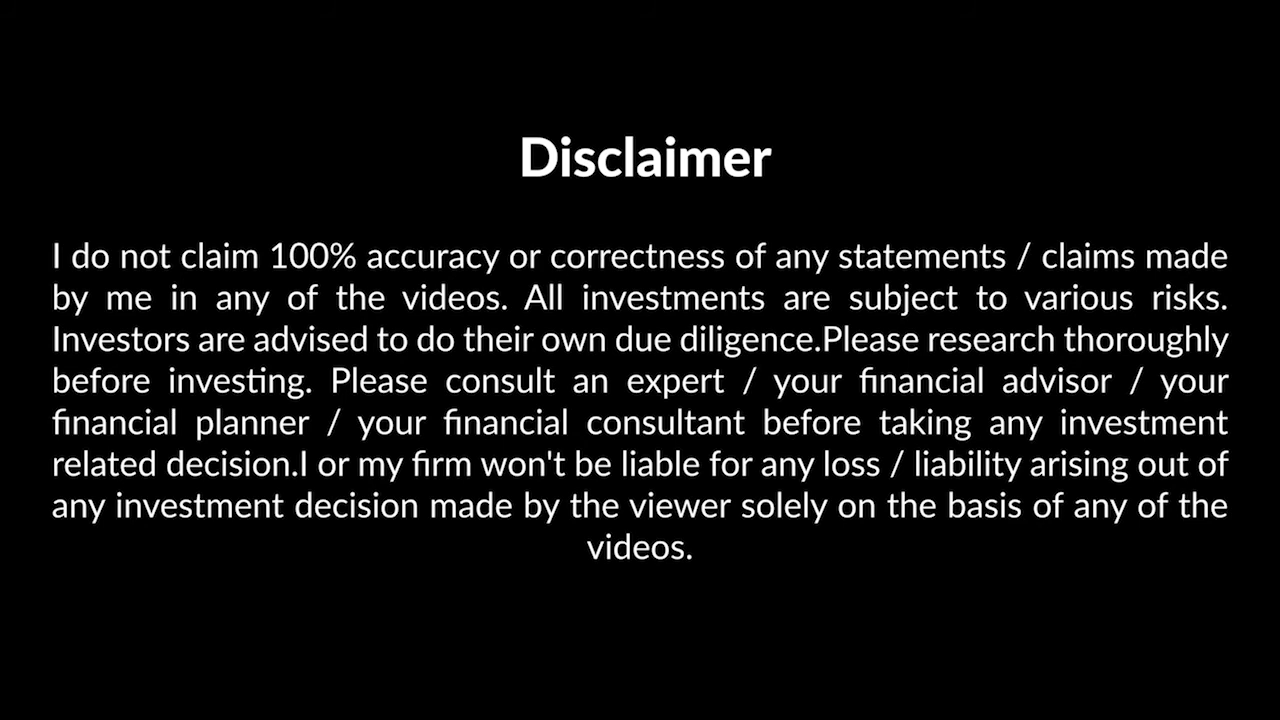 Disclaimer
I do not claim 100% accuracy or correctness of any statements / claims made
by me in any of the videos. All investments are subject to various risks.
Investors are advised to do their own due diligence.Please research thoroughly
before investing. Please consult an expert / your financial advisor / your
financial planner / your financial consultant before taking any investment
related decision.I or my firm won't be liable for any loss / liability arising out of
any investment decision made by the viewer solely on the basis of any of the
videos.